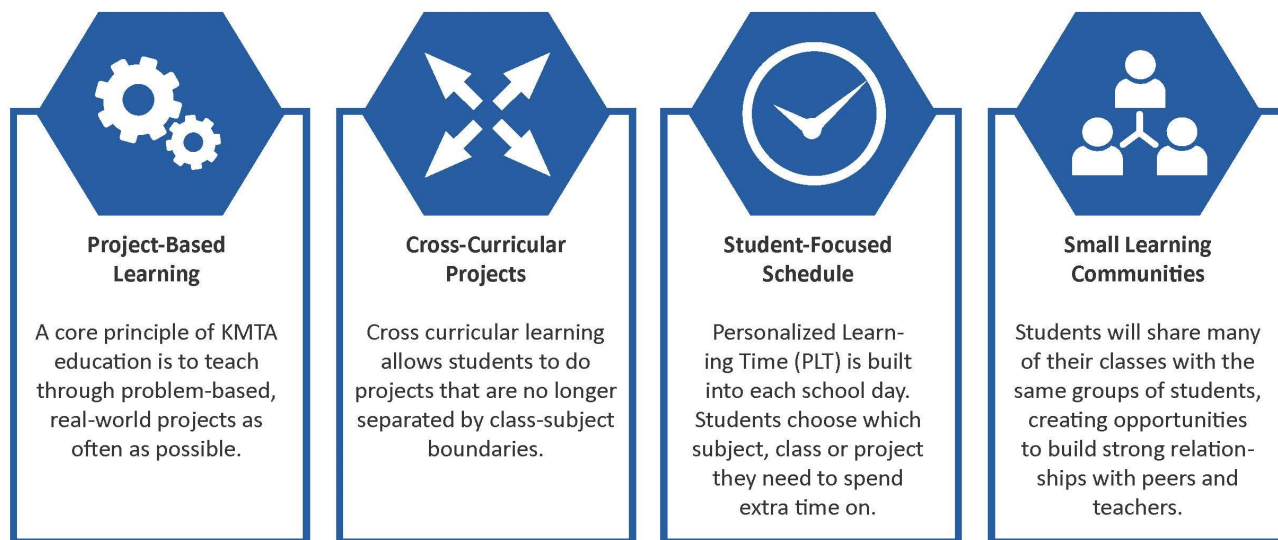 Project-Based
Learning
A core principle of KMTA
education is to teach
through problem-based,
real-world projects as
often as possible.
Cross-Curricular
Projects
Cross curricular learning
allows students to do
projects that are no longer
separated by class-subject
boundaries.
Student-Focused
Schedule
Personalized Learn-
ing Time (PLT) is built
into each school day.
Students choose which
subject, class or project
they need to spend
extra time on.
Small Learning
Communities
Students will share many
of their classes with the
same groups of students,
creating opportunities
to build strong relation-
ships with peers and
teachers.